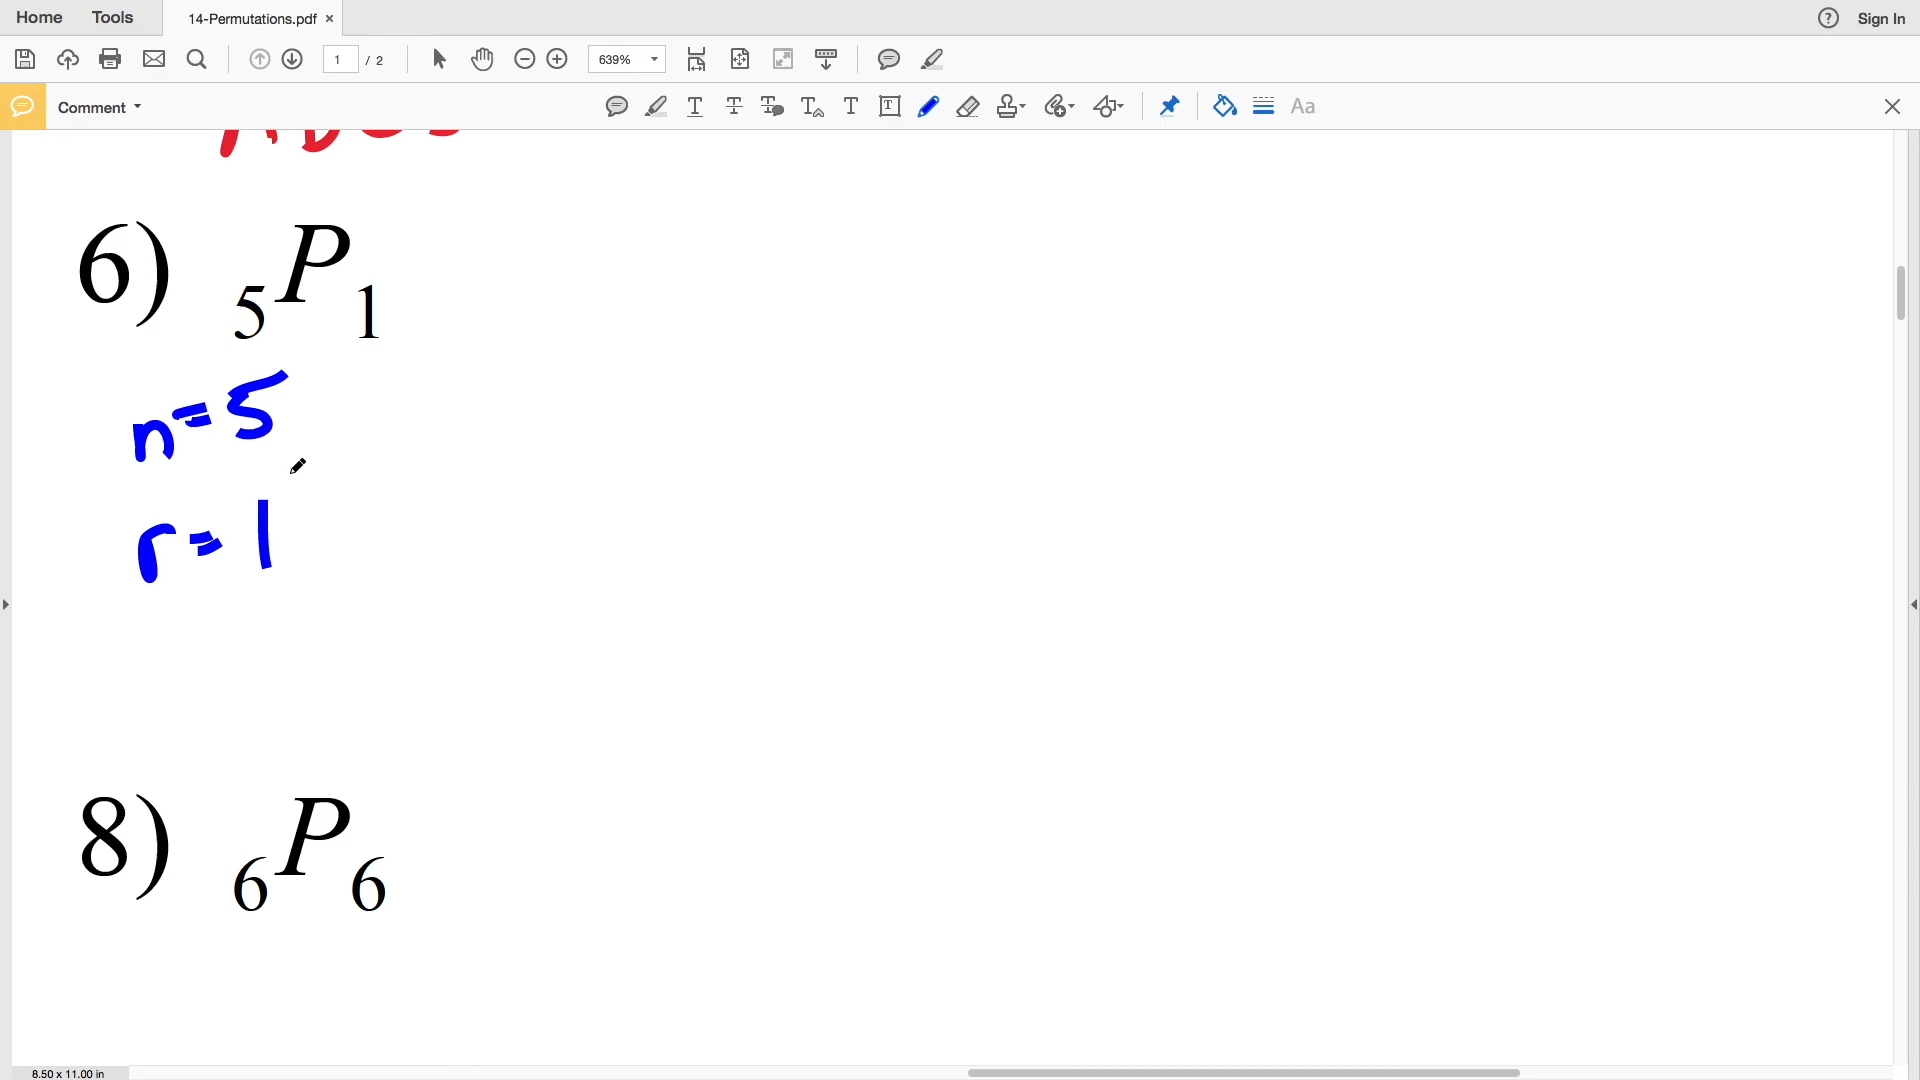 Home Tools 14-Permutations.pdf × ? Sign In
1 / 2 639%
Comment T T T T T T Aa
6) ₅P₁
n=5
r=1
8) ₆P₆
8.50 x 11.00 in